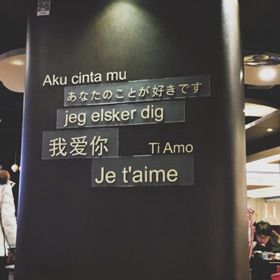 Aku cinta mu
あなたのことが好きです
jeg elsker dig
我爱你
Ti Amo
Je t'aime